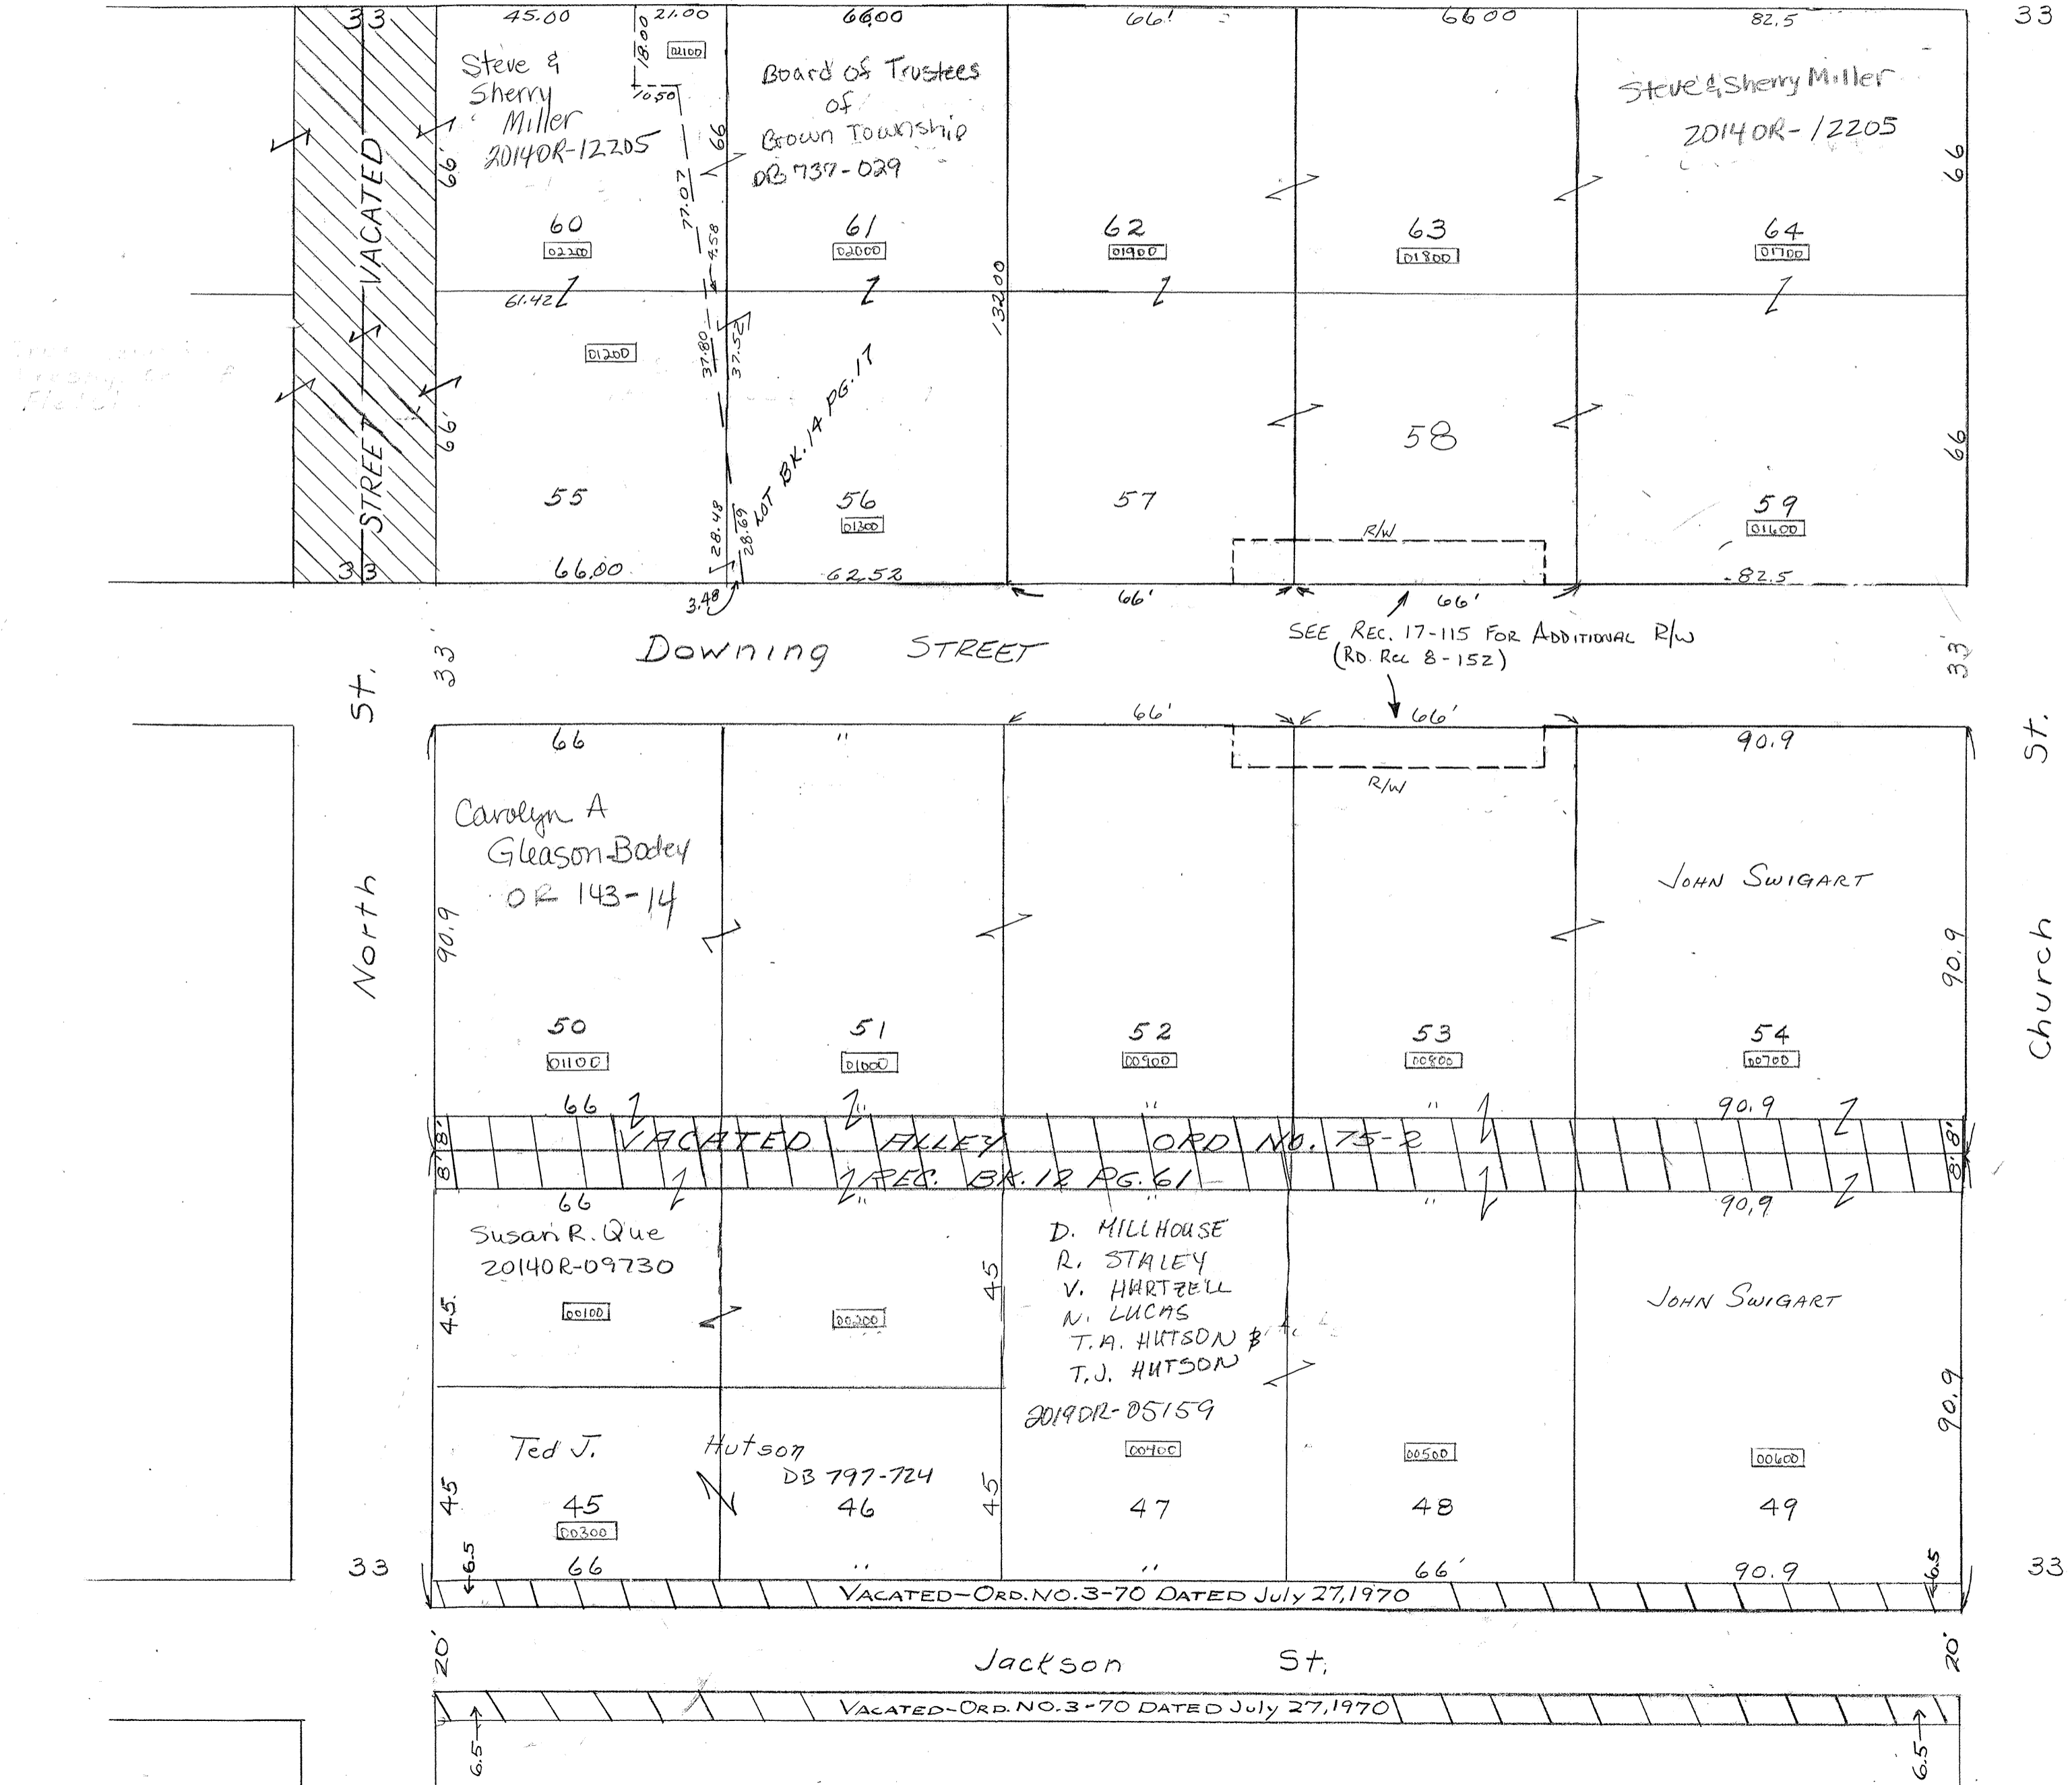 33
45.00
21.00
66.00
66'
66 00
82.5
33
18.00
02100
10.50
Steve &
Sherry
Miller
2014OR-12205
Board of Trustees
of
Brown Township
DB 737-029
Steve & Sherry Miller
2014OR-12205
66'
77.07
66
66
60
02200
61
02000
62
01900
63
01800
64
01700
4.58
61.42
132.00
STREET VACATED
01200
37.80
37.52
LOT BK. 14 PG. 17
66'
66
58
55
56
01300
57
59
01600
28.48
28.69
R/W
33
66.00
62.52
82.5
3.48
66'
66'
Downing STREET
SEE REC. 17-115 FOR ADDITIONAL R/W
(RD. REC 8-152)
33'
33'
North St.
Church St.
66'
66'
66
"
90.9
R/W
Carolyn A
Gleason-Bodey
OR 143-14
JOHN SWIGART
90.9
90.9
50
01100
51
01000
52
00900
53
00800
54
00700
66
"
"
"
90.9
8'
8'
VACATED ALLEY ORD NO. 75-2
8'
8'
REC. BK. 12 PG. 61
66
"
"
"
90.9
Susan R. Que
2014OR-09730
00100
45
00200
45
D. MILLHOUSE
R. STALEY
V. HARTZELL
N. LUCAS
T.A. HUTSON &
T.J. HUTSON
2019OR-05159
JOHN SWIGART
90.9
Ted J. Hutson
DB 797-724
45
45
00300
46
45
00400
47
00500
48
00600
49
33
6.5
66
"
"
66'
90.9
6.5
33
VACATED-ORD. NO. 3-70 DATED July 27, 1970
20'
Jackson St.
20'
VACATED-ORD. NO. 3-70 DATED July 27, 1970
6.5
6.5